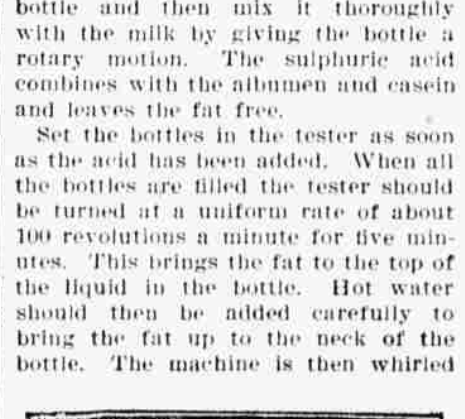 bottle and then mix it thoroughly
with the milk by giving the bottle a
rotary motion. The sulphuric acid
combines with the albumen and casein
and leaves the fat free.
Set the bottles in the tester as soon
as the acid has been added. When all
the bottles are filled the tester should
be turned at a uniform rate of about
100 revolutions a minute for five min-
utes. This brings the fat to the top of
the liquid in the bottle. Hot water
should then be added carefully to
bring the fat up to the neck of the
bottle. The machine is then whirled